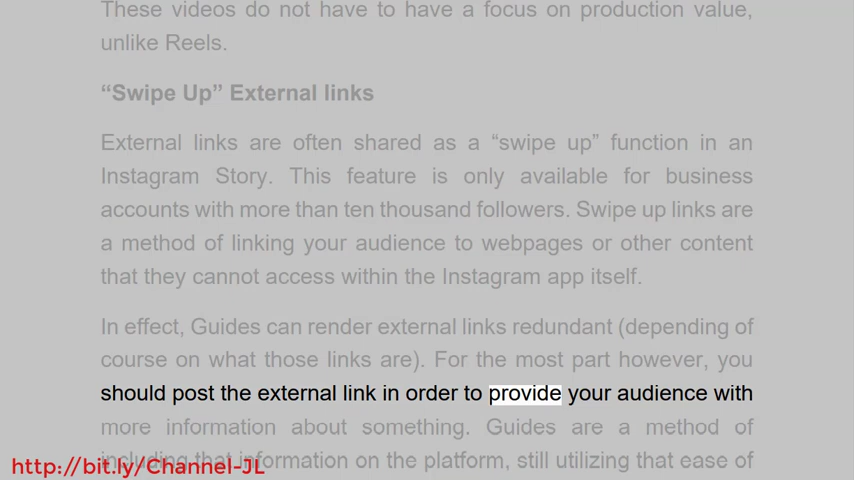 These videos do not have to have a focus on production value,
unlike Reels.
“Swipe Up” External links
External links are often shared as a “swipe up” function in an
Instagram Story. This feature is only available for business
accounts with more than ten thousand followers. Swipe up links are
a method of linking your audience to webpages or other content
that they cannot access within the Instagram app itself.
In effect, Guides can render external links redundant (depending of
course on what those links are). For the most part however, you
should post the external link in order to provide your audience with
more information about something. Guides are a method of
including that information on the platform, still utilizing that ease of
http://bit.ly/Channel-JL